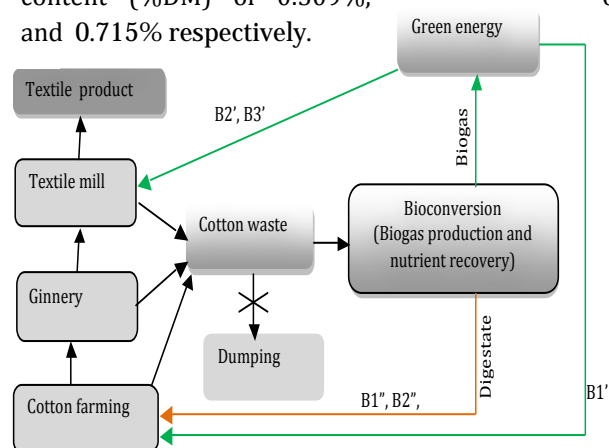 and 0.715% respectively.
Green energy
Textile product
B2’, B3’
Biogas
Textile mill
Cotton waste
Bioconversion
(Biogas production and
nutrient recovery)
Ginnery
Dumping
Digestate
B1’
B1”, B2”,
Cotton farming